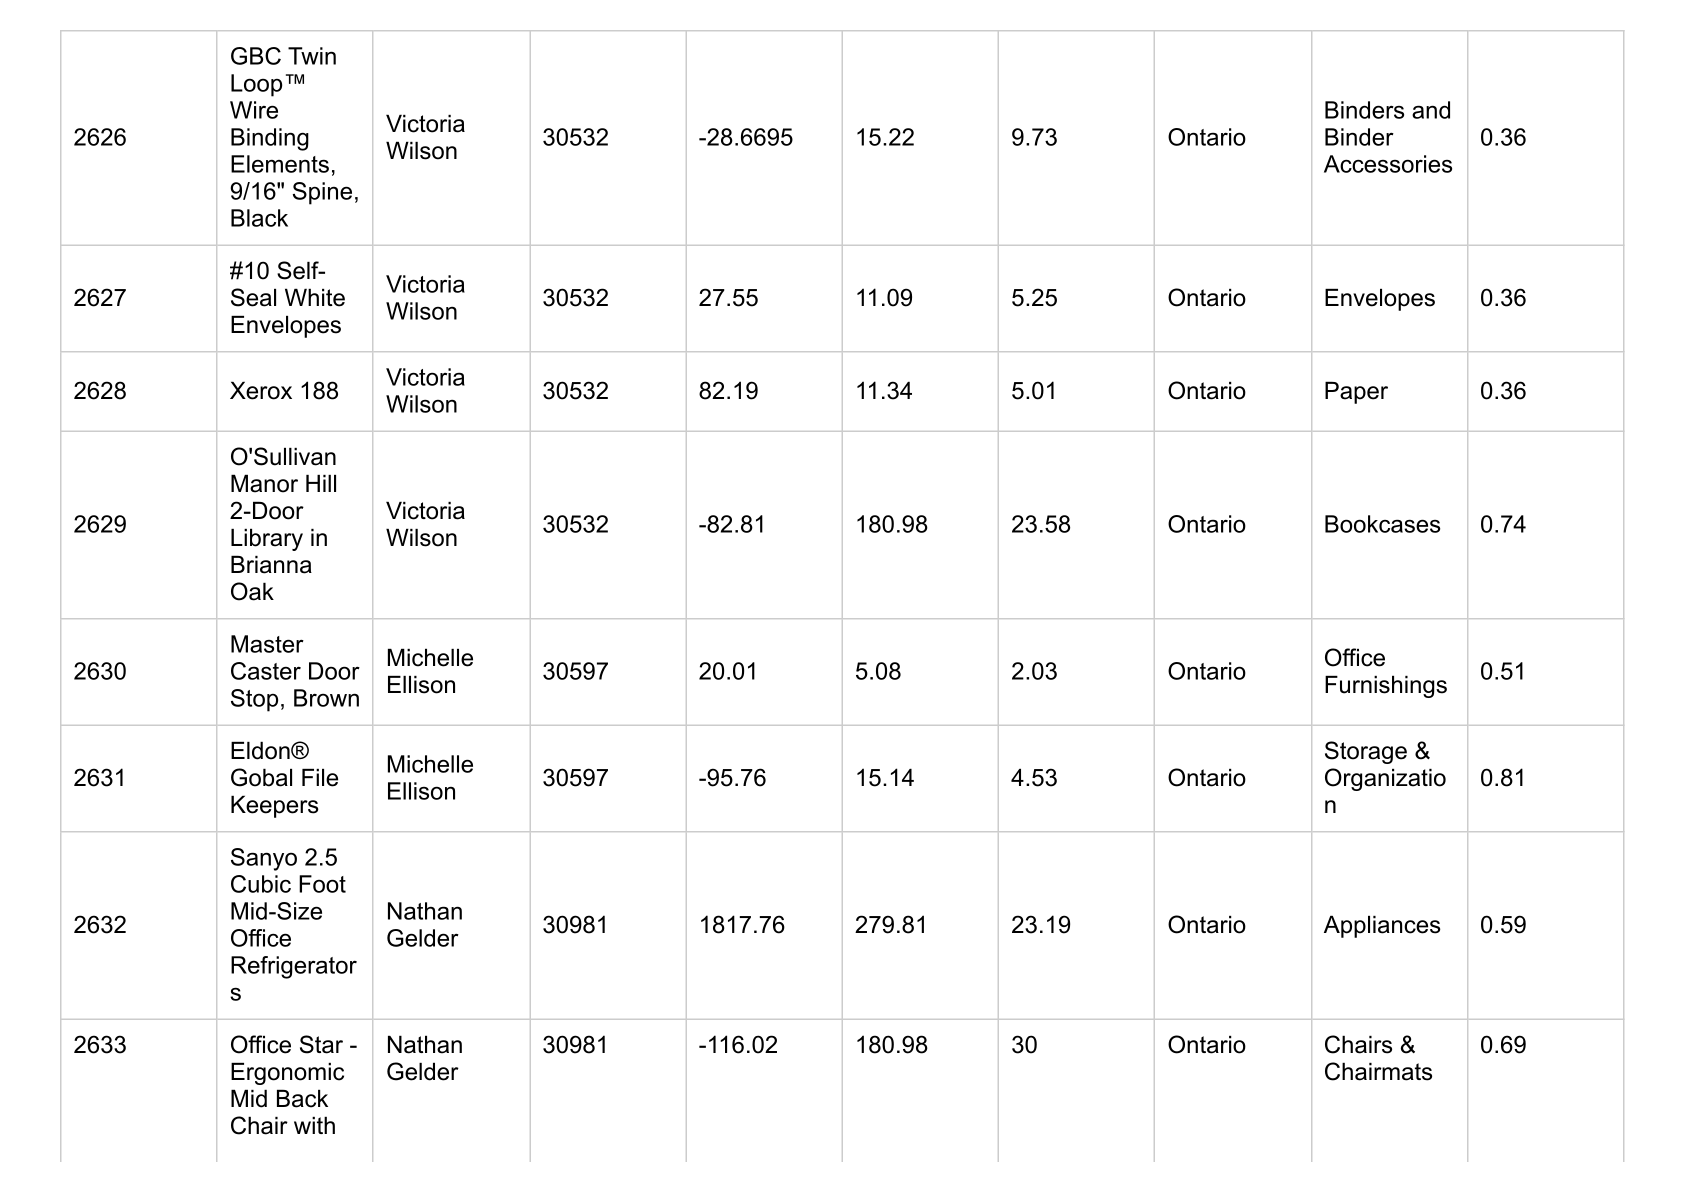 GBC Twin
Loop™
Wire
Binding
Elements,
9/16" Spine,
Black
2626
Victoria
Wilson
30532
-28.6695
15.22
9.73
Ontario
Binders and
Binder
Accessories
0.36
2627
#10 Self-
Seal White
Envelopes
Victoria
Wilson
30532
27.55
11.09
5.25
Ontario
Envelopes
0.36
2628
Xerox 188
Victoria
Wilson
30532
82.19
11.34
5.01
Ontario
Paper
0.36
2629
O'Sullivan
Manor Hill
2-Door
Library in
Brianna
Oak
Victoria
Wilson
30532
-82.81
180.98
23.58
Ontario
Bookcases
0.74
2630
Master
Caster Door
Stop, Brown
Michelle
Ellison
30597
20.01
5.08
2.03
Ontario
Office
Furnishings
0.51
2631
Eldon®
Gobal File
Keepers
Michelle
Ellison
30597
-95.76
15.14
4.53
Ontario
Storage &
Organizatio
n
0.81
2632
Sanyo 2.5
Cubic Foot
Mid-Size
Office
Refrigerator
s
Nathan
Gelder
30981
1817.76
279.81
23.19
Ontario
Appliances
0.59
2633
Office Star -
Ergonomic
Mid Back
Chair with
Nathan
Gelder
30981
-116.02
180.98
30
Ontario
Chairs &
Chairmats
0.69